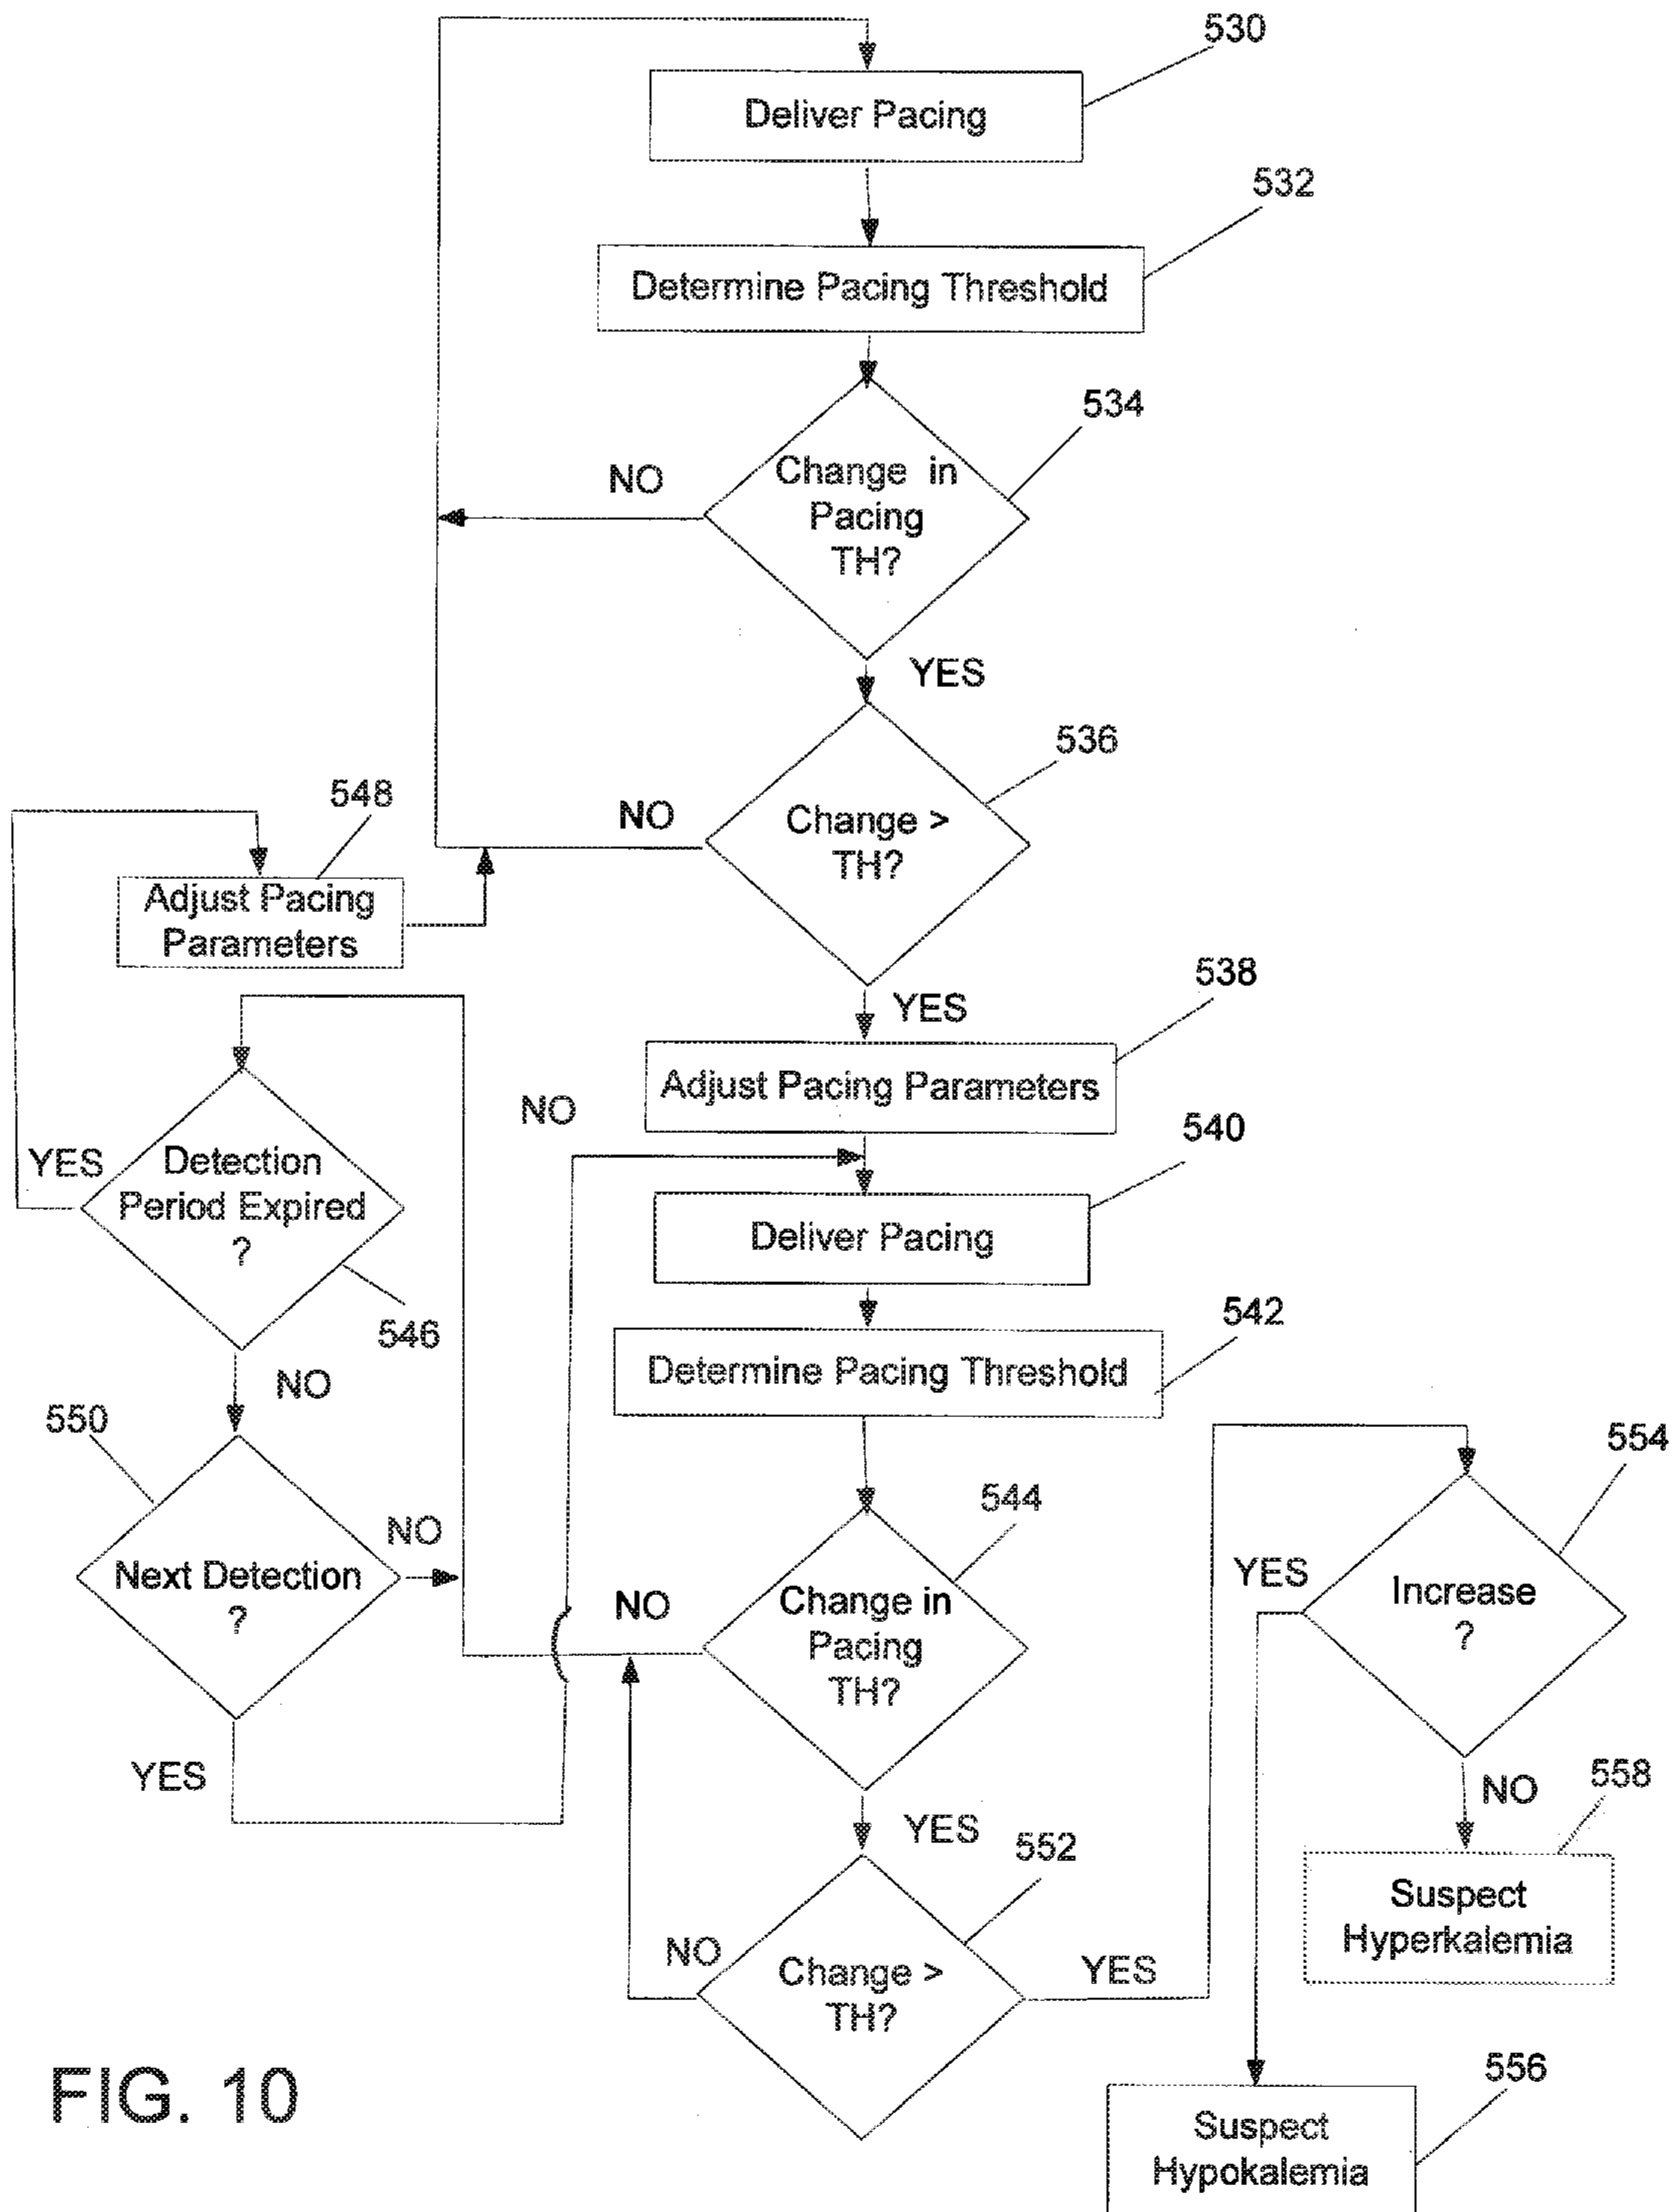 530
Deliver Pacing
532
Determine Pacing Threshold
534
Change in
Pacing
TH?
NO
YES
536
Change >
TH?
NO
548
Adjust Pacing
Parameters
YES
538
Adjust Pacing Parameters
NO
540
Deliver Pacing
YES
Detection
Period Expired
?
546
NO
542
Determine Pacing Threshold
550
Next Detection
?
NO
YES
544
Change in
Pacing
TH?
NO
YES
552
Change >
TH?
NO
YES
554
Increase
?
YES
NO
558
Suspect
Hyperkalemia
556
Suspect
Hypokalemia
FIG. 10